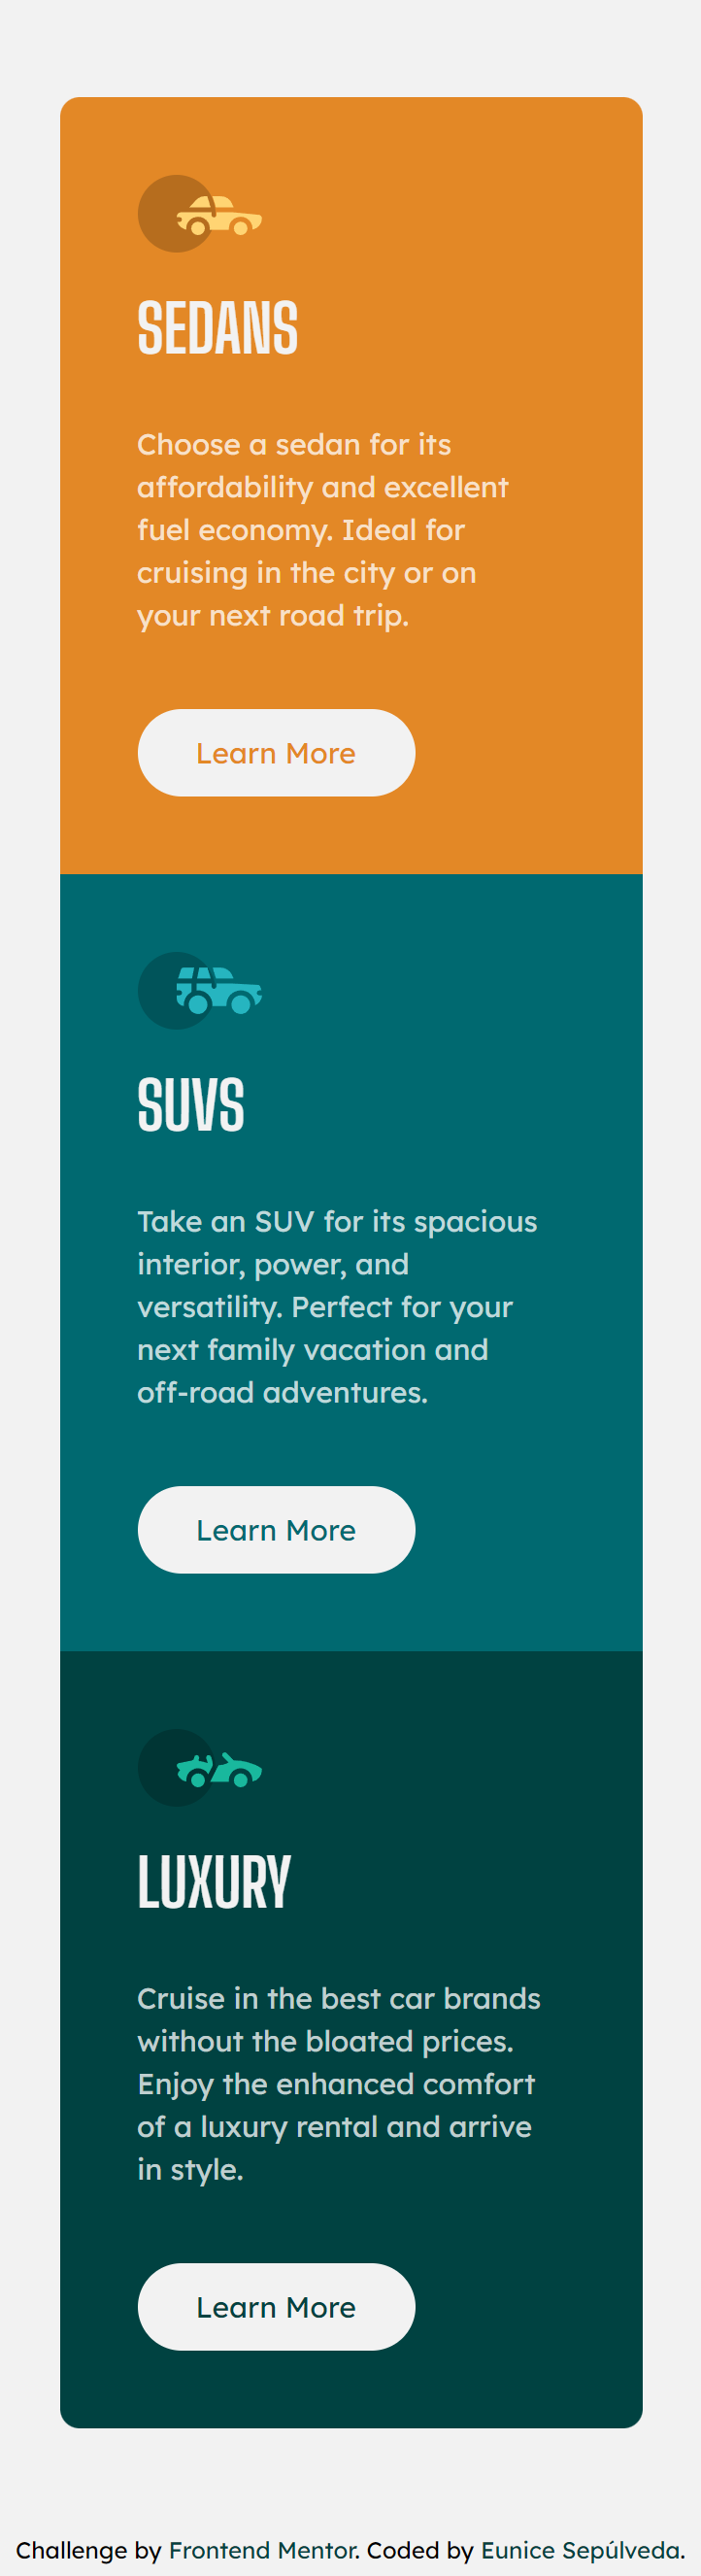 SEDANS
Choose a sedan for its
affordability and excellent
fuel economy. Ideal for
cruising in the city or on
your next road trip.
Learn More
SUVS
Take an SUV for its spacious
interior, power, and
versatility. Perfect for your
next family vacation and
off-road adventures.
Learn More
LUXURY
Cruise in the best car brands
without the bloated prices.
Enjoy the enhanced comfort
of a luxury rental and arrive
in style.
Learn More
Challenge by Frontend Mentor. Coded by Eunice Sepúlveda.